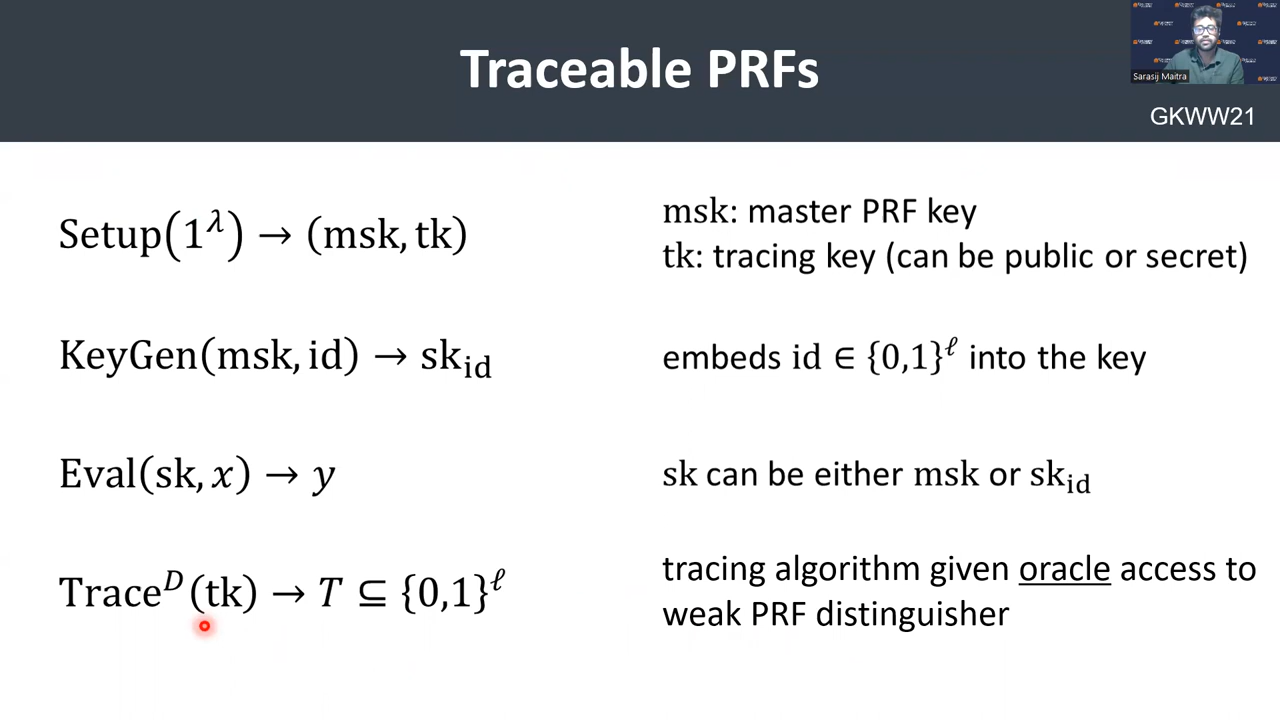 Traceable PRFs
Sarasij Maitra
GKWW21
Setup(1^λ) → (msk, tk)
msk: master PRF key
tk: tracing key (can be public or secret)
KeyGen(msk, id) → sk_id
embeds id ∈ {0,1}^ℓ into the key
Eval(sk, x) → y
sk can be either msk or sk_id
Trace^D(tk) → T ⊆ {0,1}^ℓ
tracing algorithm given oracle access to
weak PRF distinguisher